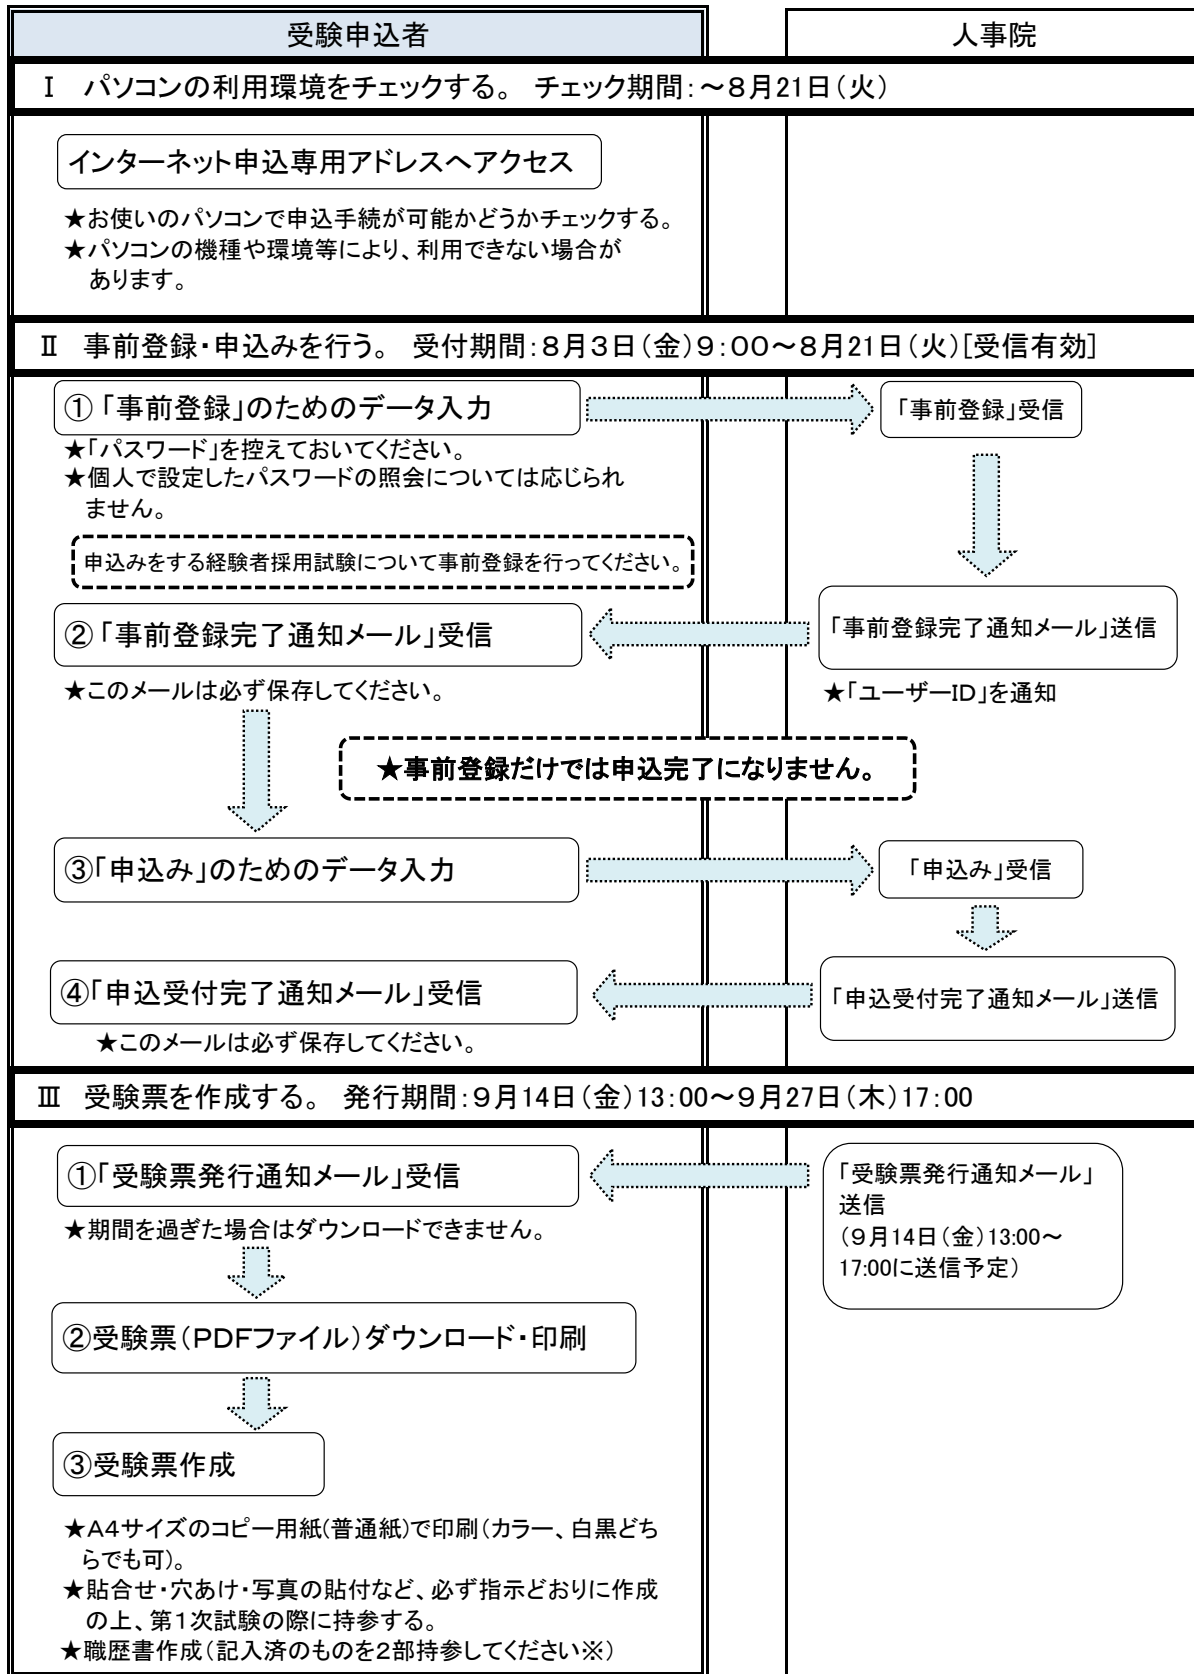 受験申込者
人事院
Ⅰ　パソコンの利用環境をチェックする。　チェック期間：～８月21日（火）
インターネット申込専用アドレスへアクセス
★お使いのパソコンで申込手続が可能かどうかチェックする。
★パソコンの機種や環境等により、利用できない場合が
あります。
Ⅱ　事前登録・申込みを行う。　受付期間：８月３日（金）９：００～８月21日（火）[受信有効]
①「事前登録」のためのデータ入力
「事前登録」受信
★「パスワード」を控えておいてください。
★個人で設定したパスワードの照会については応じられ
ません。
申込みをする経験者採用試験について事前登録を行ってください。
②「事前登録完了通知メール」受信
「事前登録完了通知メール」送信
★このメールは必ず保存してください。
★「ユーザーＩＤ」を通知
★事前登録だけでは申込完了になりません。
③「申込み」のためのデータ入力
「申込み」受信
④「申込受付完了通知メール」受信
「申込受付完了通知メール」送信
★このメールは必ず保存してください。
Ⅲ　受験票を作成する。　発行期間：９月14日（金）13：00～９月27日（木）17：00
①「受験票発行通知メール」受信
「受験票発行通知メール」
送信
（９月14日（金）13:00～
17:00に送信予定）
★期間を過ぎた場合はダウンロードできません。
②受験票（ＰＤＦファイル）ダウンロード・印刷
③受験票作成
★Ａ４サイズのコピー用紙(普通紙)で印刷（カラー、白黒どち
らでも可）。
★貼合せ・穴あけ・写真の貼付など、必ず指示どおりに作成
の上、第１次試験の際に持参する。
★職歴書作成（記入済のものを２部持参してください※）